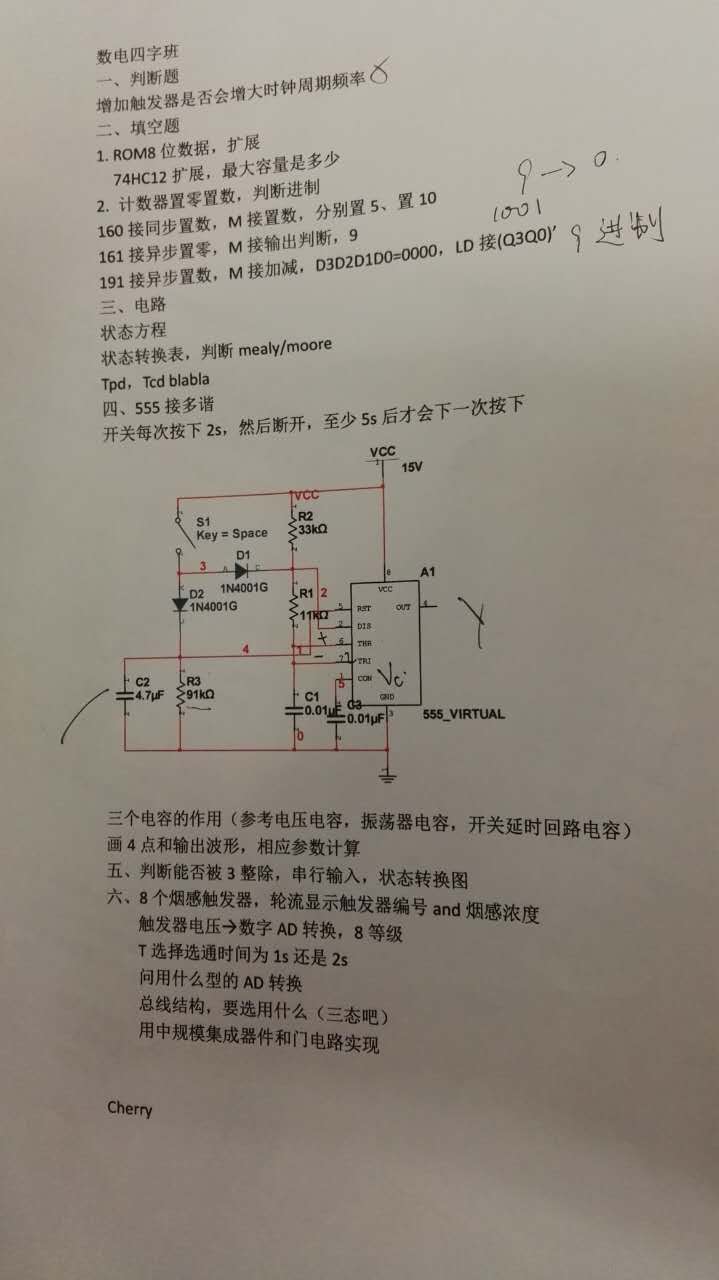 数电四字班
一、判断题
增加触发器是否会增大时钟周期频率
二、填空题
1. ROM8 位数据，扩展
74HC12 扩展，最大容量是多少
2. 计数器置零置数，判断进制
9 → 0.
160 接同步置数，M 接置数，分别置 5、置 10
1001
161 接异步置零，M 接输出判断，9
9 进制
191 接异步置数，M 接加减，D3D2D1D0=0000，LD 接(Q3Q0)’
三、电路
状态方程
状态转换表，判断 mealy/moore
Tpd，Tcd blabla
四、555 接多谐
开关每次按下 2s，然后断开，至少 5s 后才会下一次按下
VCC
15V
VCC
S1
Key = Space
R2
33kΩ
3
D1
1N4001G
D2
1N4001G
R1
11kΩ
2
A1
VCC
8
5 RST
OUT
2 DIS
6 THR
7 TRI
CON
GND
3
Vc
+
-
4
1
5
C2
4.7µF
R3
91kΩ
C1
0.01µF
C3
0.01µF
0
555_VIRTUAL
三个电容的作用（参考电压电容，振荡器电容，开关延时回路电容）
画 4 点和输出波形，相应参数计算
五、判断能否被 3 整除，串行输入，状态转换图
六、8 个烟感触发器，轮流显示触发器编号 and 烟感浓度
触发器电压→数字 AD 转换，8 等级
T 选择选通时间为 1s 还是 2s
问用什么型的 AD 转换
总线结构，要选用什么（三态吧）
用中规模集成器件和门电路实现
Cherry